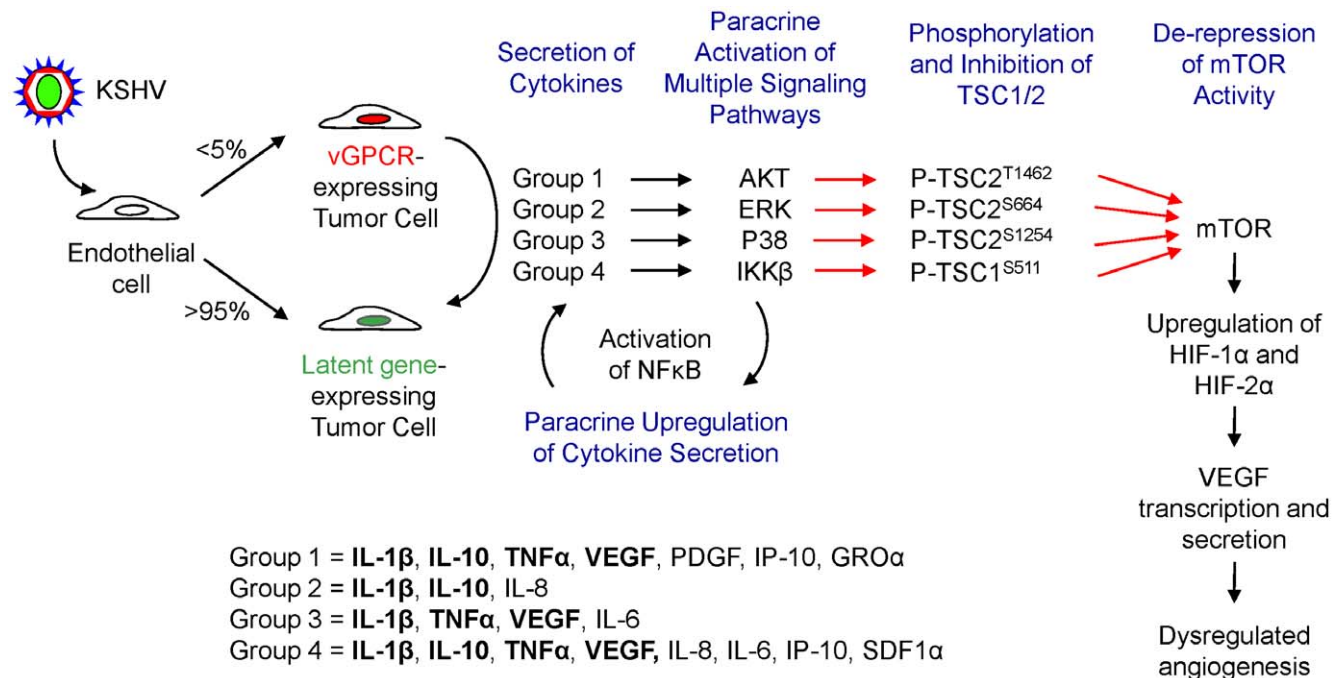 KSHV
<5%
>95%
Endothelial
cell
vGPCR-
expressing
Tumor Cell
Latent gene-
expressing
Tumor Cell
Secretion of
Cytokines
Paracrine
Activation of
Multiple Signaling
Pathways
Phosphorylation
and Inhibition of
TSC1/2
De-repression
of mTOR
Activity
Group 1 AKT P-TSC2T1462
Group 2 ERK P-TSC2S664
Group 3 P38 P-TSC2S1254
Group 4 IKKβ P-TSC1S511
mTOR
Activation
of NFκB
Paracrine Upregulation
of Cytokine Secretion
Upregulation of
HIF-1α and
HIF-2α
VEGF
transcription and
secretion
Dysregulated
angiogenesis
Group 1 = IL-1β, IL-10, TNFα, VEGF, PDGF, IP-10, GROα
Group 2 = IL-1β, IL-10, IL-8
Group 3 = IL-1β, TNFα, VEGF, IL-6
Group 4 = IL-1β, IL-10, TNFα, VEGF, IL-8, IL-6, IP-10, SDF1α